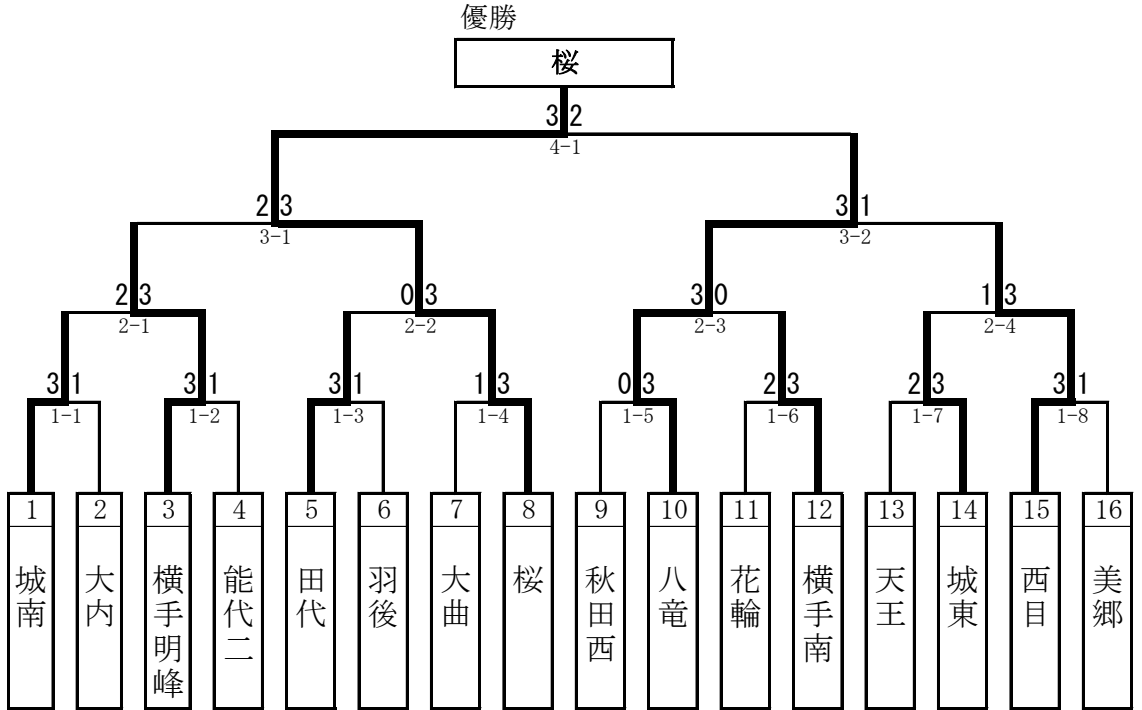 優勝
桜
3 2
4-1
2 3
3-1
3 1
3-2
2 3
2-1
0 3
2-2
3 0
2-3
1 3
2-4
3 1
1-1
3 1
1-2
3 1
1-3
1 3
1-4
0 3
1-5
2 3
1-6
2 3
1-7
3 1
1-8
1
城南
2
大内
3
横手明峰
4
能代二
5
田代
6
羽後
7
大曲
8
桜
9
秋田西
10
八竜
11
花輪
12
横手南
13
天王
14
城東
15
西目
16
美郷